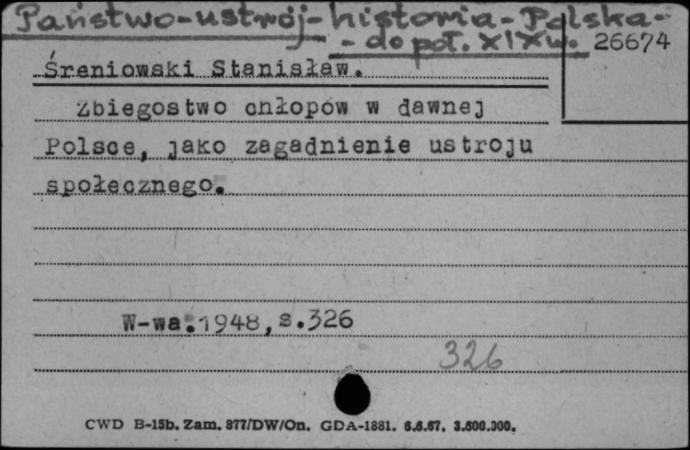 Państwo-ustrój-historia-Polska-
- do poł. XIX w. 26674
Śreniowski Stanisław.
Zbiegostwo chłopów w dawnej
Polsce, jako zagadnienie ustroju
społecznego.
W-wa.1948, s.326
326
CWD B-15b. Zam. 877/DW/On. GDA-1881. 6.6.67. 3.600.000.